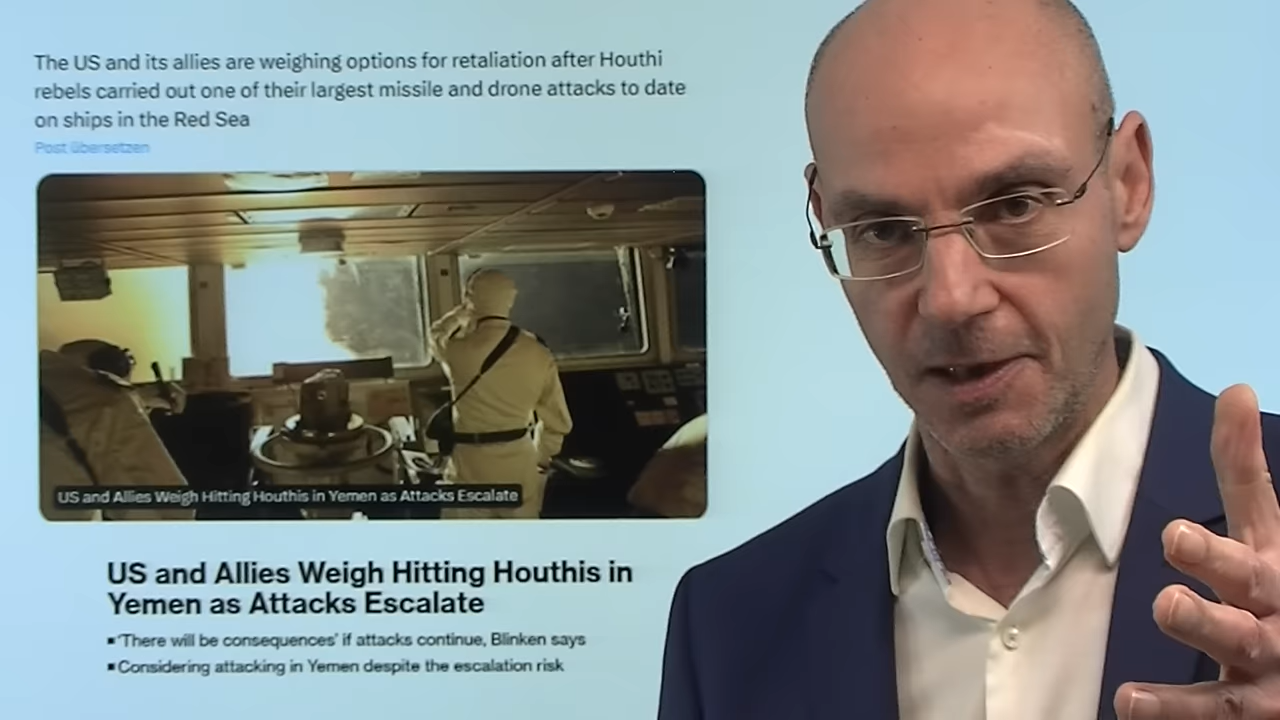 The US and its allies are weighing options for retaliation after Houthi
rebels carried out one of their largest missile and drone attacks to date
on ships in the Red Sea
Post übersetzen
US and Allies Weigh Hitting Houthis in Yemen as Attacks Escalate
US and Allies Weigh Hitting Houthis in
Yemen as Attacks Escalate
▪'There will be consequences' if attacks continue, Blinken says
▪Considering attacking in Yemen despite the escalation risk